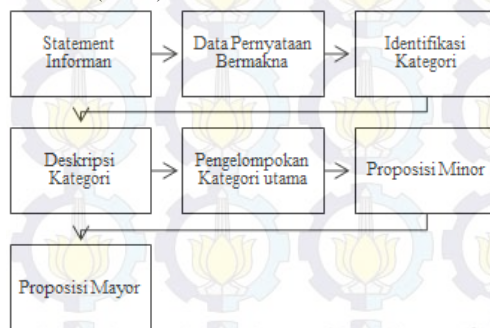 Statement
Informan
Data Pernyataan
Bermakna
Identifikasi
Kategori
Deskripsi
Kategori
Pengelompokan
Kategori utama
Proposisi Minor
Proposisi Mayor